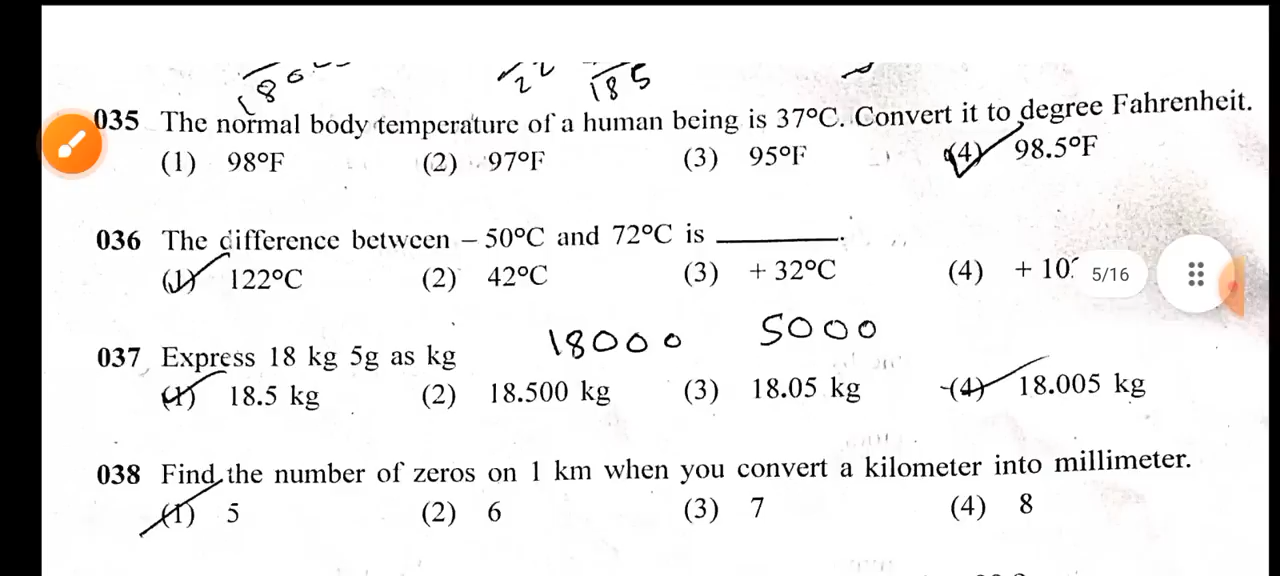 1800
22 185
035 The normal body temperature of a human being is 37°C. Convert it to degree Fahrenheit.
(1) 98°F (2) 97°F (3) 95°F (4) 98.5°F
036 The difference between – 50°C and 72°C is ________.
(1) 122°C (2) 42°C (3) + 32°C (4) + 10
5/16
18000 5000
037 Express 18 kg 5g as kg
(1) 18.5 kg (2) 18.500 kg (3) 18.05 kg (4) 18.005 kg
038 Find the number of zeros on 1 km when you convert a kilometer into millimeter.
(1) 5 (2) 6 (3) 7 (4) 8